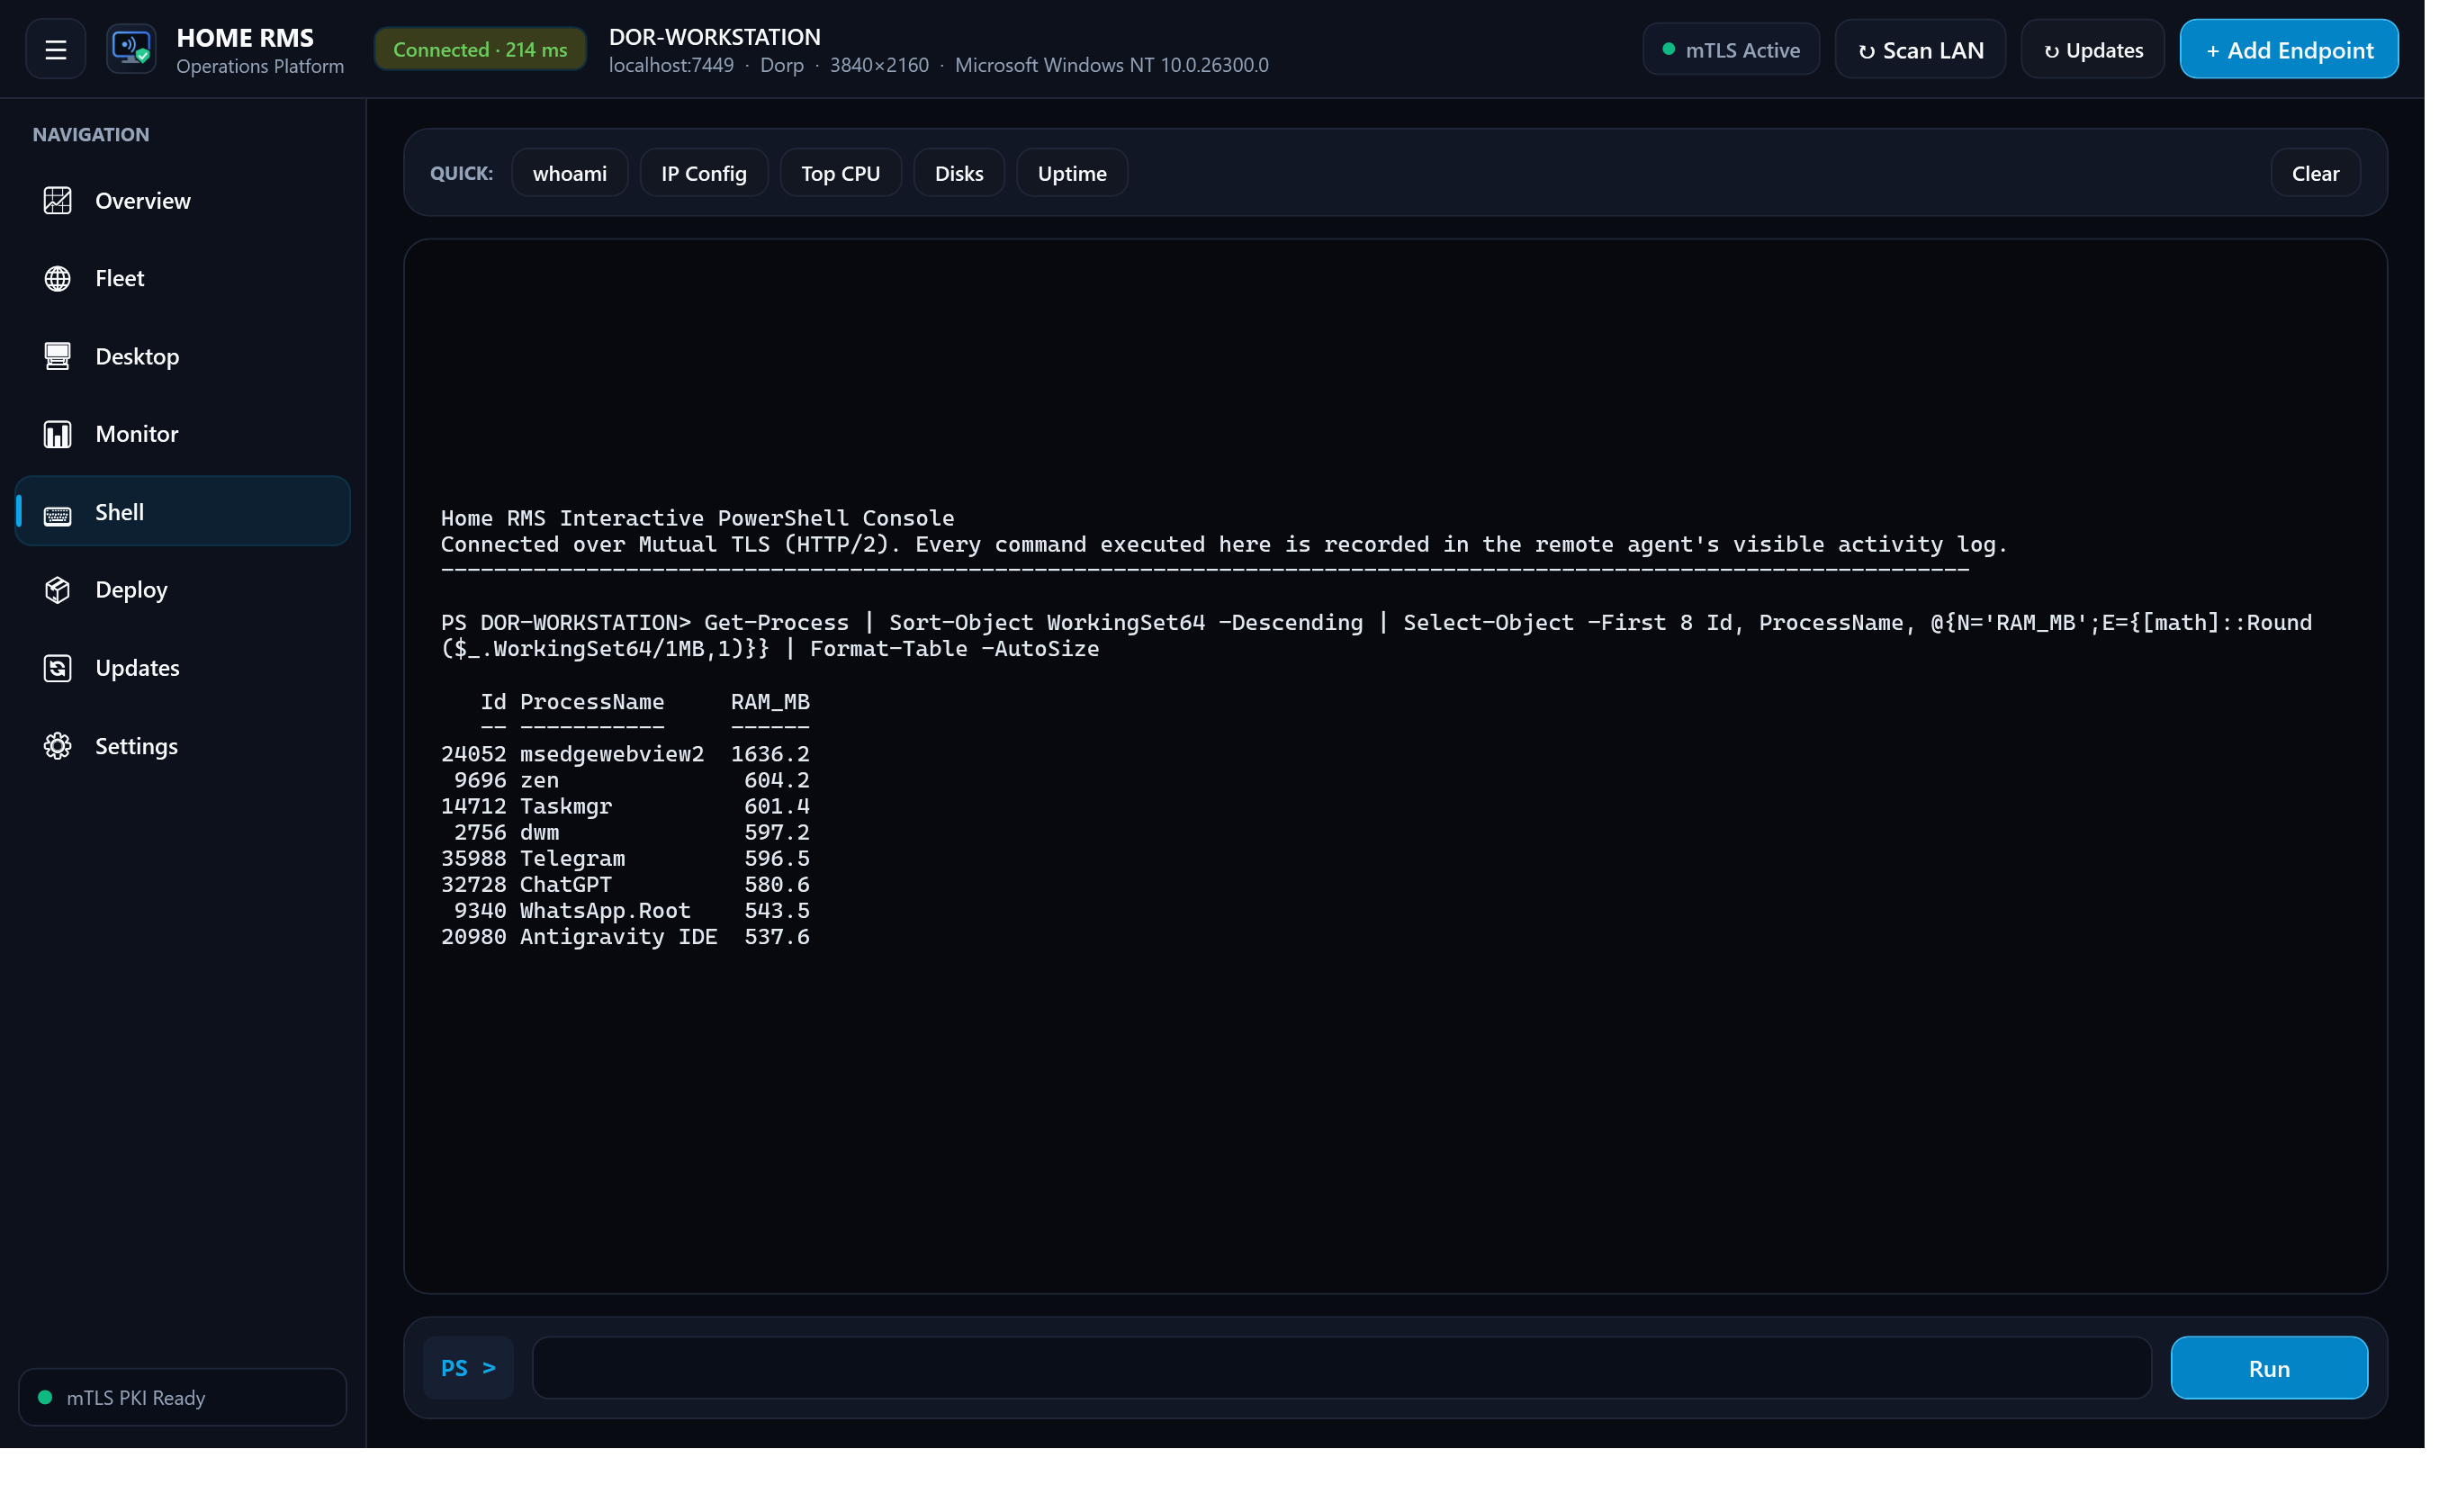 ☰
HOME RMS
Operations Platform
Connected · 214 ms
DOR-WORKSTATION
localhost:7449 · Dorp · 3840×2160 · Microsoft Windows NT 10.0.26300.0
mTLS Active
↻ Scan LAN
↻ Updates
+ Add Endpoint
NAVIGATION
Overview
Fleet
Desktop
Monitor
Shell
Deploy
Updates
Settings
mTLS PKI Ready
QUICK:
whoami
IP Config
Top CPU
Disks
Uptime
Clear
Home RMS Interactive PowerShell Console
Connected over Mutual TLS (HTTP/2). Every command executed here is recorded in the remote agent's visible activity log.
--------------------------------------------------------------------------------------------------------------------
PS DOR-WORKSTATION> Get-Process | Sort-Object WorkingSet64 -Descending | Select-Object -First 8 Id, ProcessName, @{N='RAM_MB';E={[math]::Round
($_.WorkingSet64/1MB,1)}} | Format-Table -AutoSize
   Id ProcessName     RAM_MB
   -- -----------     ------
24052 msedgewebview2  1636.2
 9696 zen              604.2
14712 Taskmgr          601.4
 2756 dwm              597.2
35988 Telegram         596.5
32728 ChatGPT          580.6
 9340 WhatsApp.Root    543.5
20980 Antigravity IDE  537.6
PS >
Run